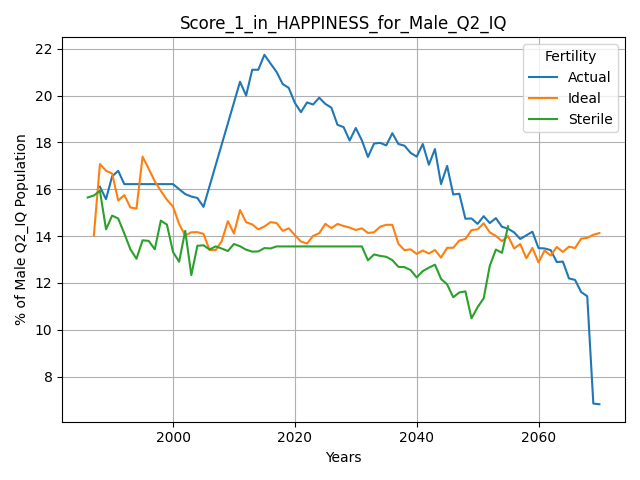 Score_1_in_HAPPINESS_for_Male_Q2_IQ
Fertility
Actual
Ideal
Sterile
% of Male Q2_IQ Population
22
20
18
16
14
12
10
8
2000
2020
2040
2060
Years